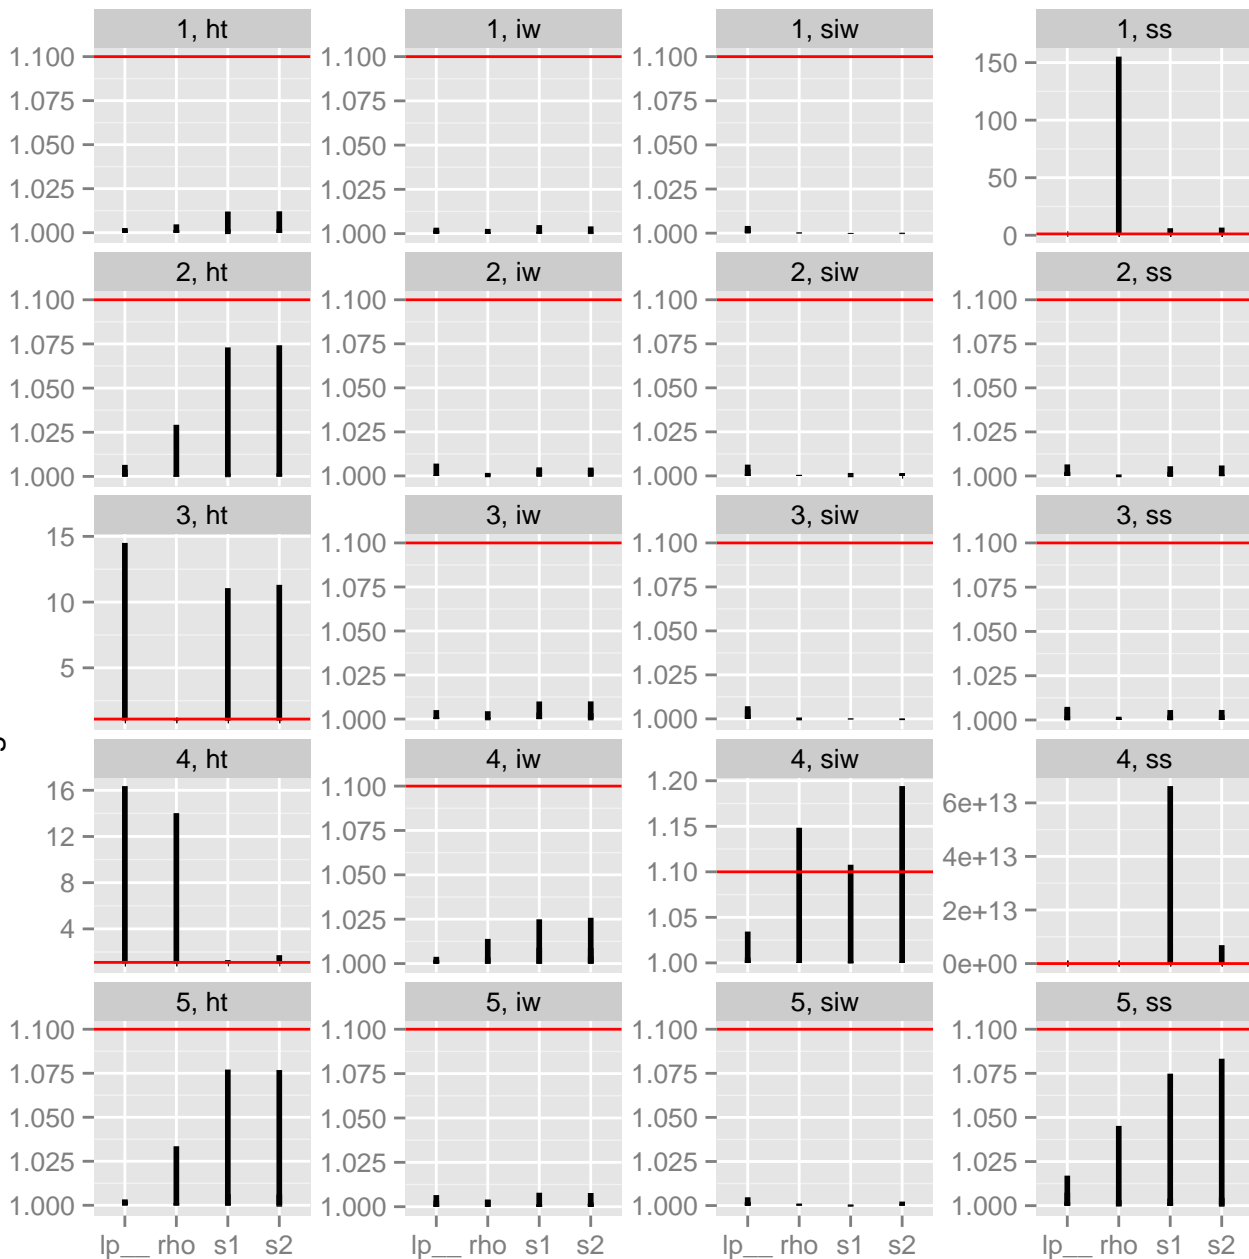 1, ht 1, iw 1, siw 1, ss
1.100 1.100 1.100 150
1.075 1.075 1.075 100
1.050 1.050 1.050 50
1.025 1.025 1.025 0
1.000 1.000 1.000
2, ht 2, iw 2, siw 2, ss
1.100 1.100 1.100 1.100
1.075 1.075 1.075 1.075
1.050 1.050 1.050 1.050
1.025 1.025 1.025 1.025
1.000 1.000 1.000 1.000
3, ht 3, iw 3, siw 3, ss
15 1.100 1.100 1.100
10 1.075 1.075 1.075
5 1.050 1.050 1.050
1.025 1.025 1.025
1.000 1.000 1.000
4, ht 4, iw 4, siw 4, ss
16 1.100 1.20 6e+13
12 1.075 1.15 4e+13
8 1.050 1.10 2e+13
4 1.025 1.05 0e+00
1.000 1.00
5, ht 5, iw 5, siw 5, ss
1.100 1.100 1.100 1.100
1.075 1.075 1.075 1.075
1.050 1.050 1.050 1.050
1.025 1.025 1.025 1.025
1.000 1.000 1.000 1.000
lp__ rho s1 s2 lp__ rho s1 s2 lp__ rho s1 s2 lp__ rho s1 s2